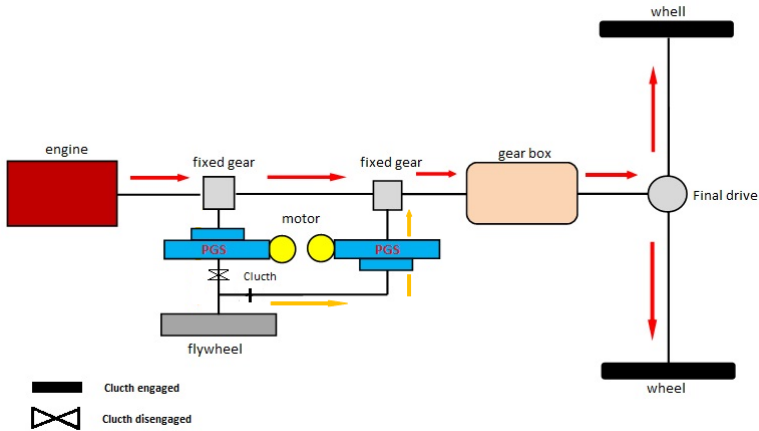 whell
engine
fixed gear
fixed gear
gear box
Final drive
motor
PGS
PGS
Clucth
flywheel
wheel
Clucth engaged
Clucth disengaged